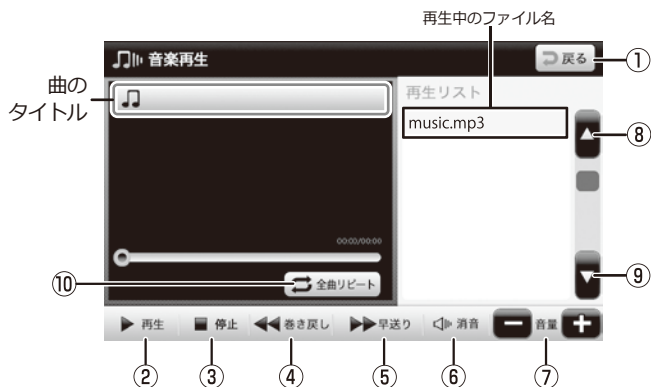 再生中のファイル名
音楽再生
戻る
①
曲の
タイトル
再生リスト
music.mp3
⑧
00:00/00:00
⑩
全曲リピート
⑨
再生
停止
巻き戻し
早送り
消音
音量
②
③
④
⑤
⑥
⑦